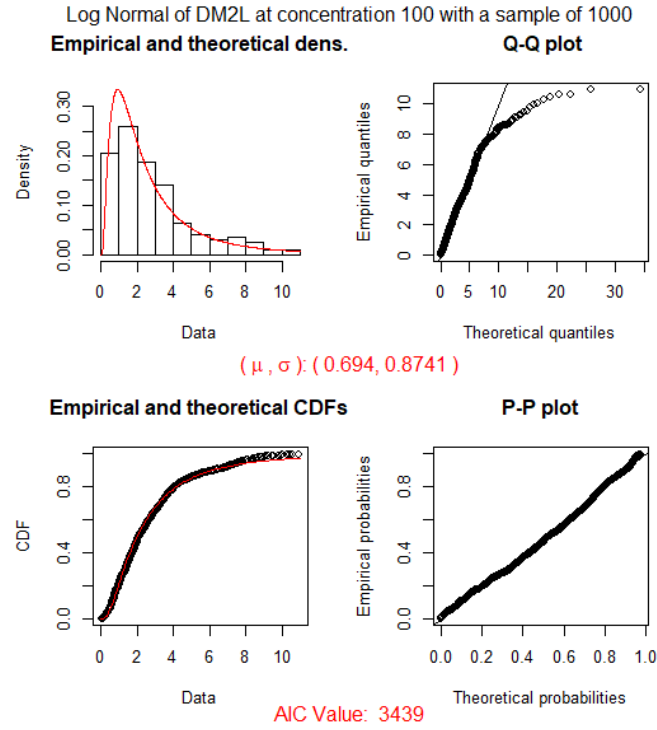 Log Normal of DM2L at concentration 100 with a sample of 1000
Empirical and theoretical dens.
Density
0.00 0.10 0.20 0.30
0 2 4 6 8 10
Data
Q-Q plot
Empirical quantiles
0 2 4 6 8 10
0 5 10 15 20 25 30 35
Theoretical quantiles
( μ , σ ): ( 0.694, 0.8741 )
Empirical and theoretical CDFs
CDF
0.0 0.4 0.8
0 2 4 6 8 10
Data
P-P plot
Empirical probabilities
0.0 0.4 0.8
0.0 0.2 0.4 0.6 0.8 1.0
Theoretical probabilities
AIC Value: 3439